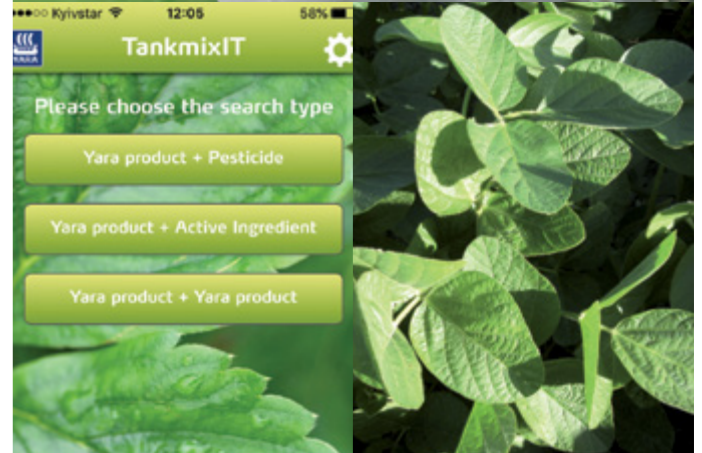 Kyivstar 12:05 58%
YARA
TankmixIT
Please choose the search type
Yara product + Pesticide
Yara product + Active Ingredient
Yara product + Yara product